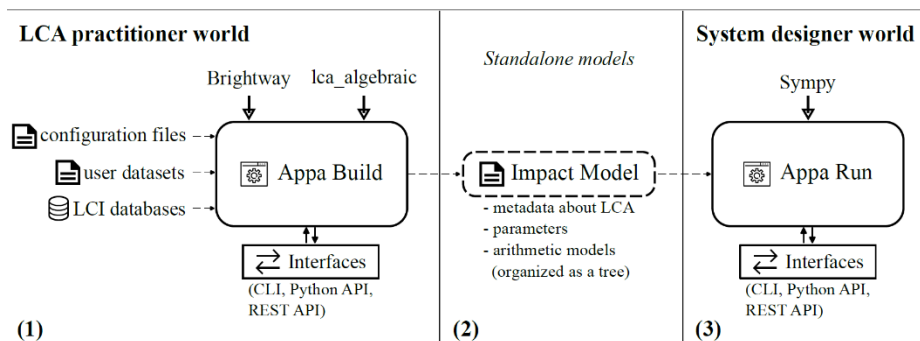 LCA practitioner world
Brightway
lca_algebraic
configuration files
user datasets
LCI databases
Appa Build
Interfaces
(CLI, Python API,
REST API)
(1)
Standalone models
Impact Model
- metadata about LCA
- parameters
- arithmetic models
(organized as a tree)
(2)
System designer world
Sympy
Appa Run
Interfaces
(CLI, Python API,
REST API)
(3)